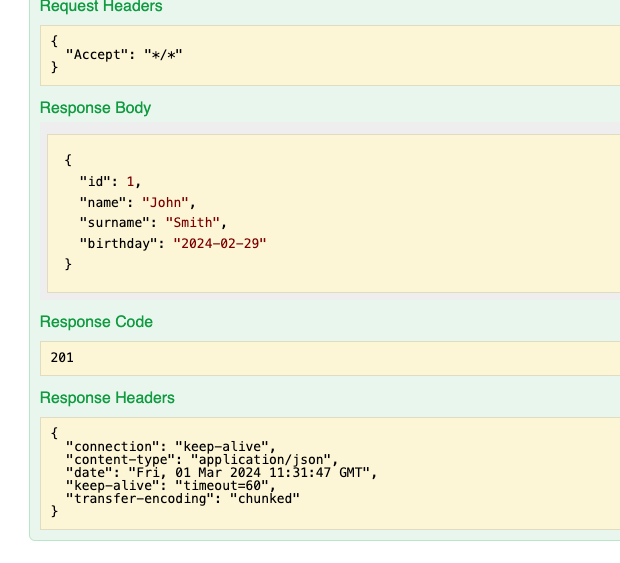 Request Headers
{
  "Accept": "*/*"
}
Response Body
{
  "id": 1,
  "name": "John",
  "surname": "Smith",
  "birthday": "2024-02-29"
}
Response Code
201
Response Headers
{
  "connection": "keep-alive",
  "content-type": "application/json",
  "date": "Fri, 01 Mar 2024 11:31:47 GMT",
  "keep-alive": "timeout=60",
  "transfer-encoding": "chunked"
}